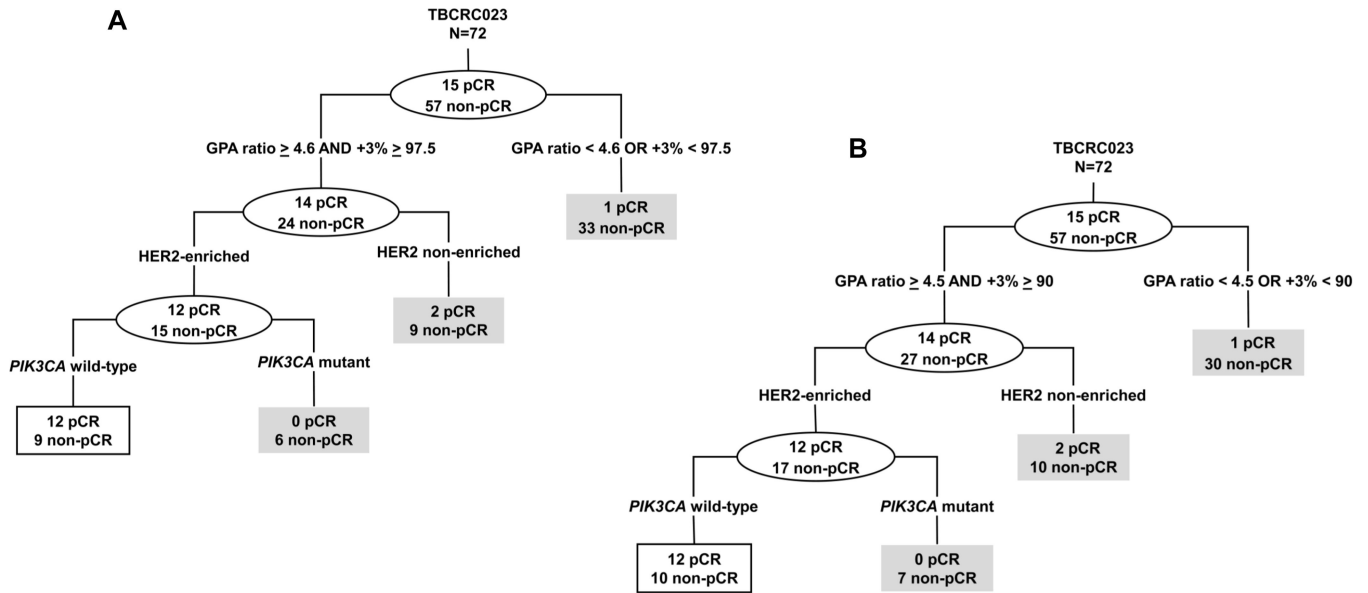 A
TBCRC023
N=72
15 pCR
57 non-pCR
GPA ratio ≥ 4.6 AND +3% ≥ 97.5
GPA ratio < 4.6 OR +3% < 97.5
14 pCR
24 non-pCR
1 pCR
33 non-pCR
HER2-enriched
HER2 non-enriched
12 pCR
15 non-pCR
2 pCR
9 non-pCR
PIK3CA wild-type
PIK3CA mutant
12 pCR
9 non-pCR
0 pCR
6 non-pCR
B
TBCRC023
N=72
15 pCR
57 non-pCR
GPA ratio ≥ 4.5 AND +3% ≥ 90
GPA ratio < 4.5 OR +3% < 90
14 pCR
27 non-pCR
1 pCR
30 non-pCR
HER2-enriched
HER2 non-enriched
12 pCR
17 non-pCR
2 pCR
10 non-pCR
PIK3CA wild-type
PIK3CA mutant
12 pCR
10 non-pCR
0 pCR
7 non-pCR